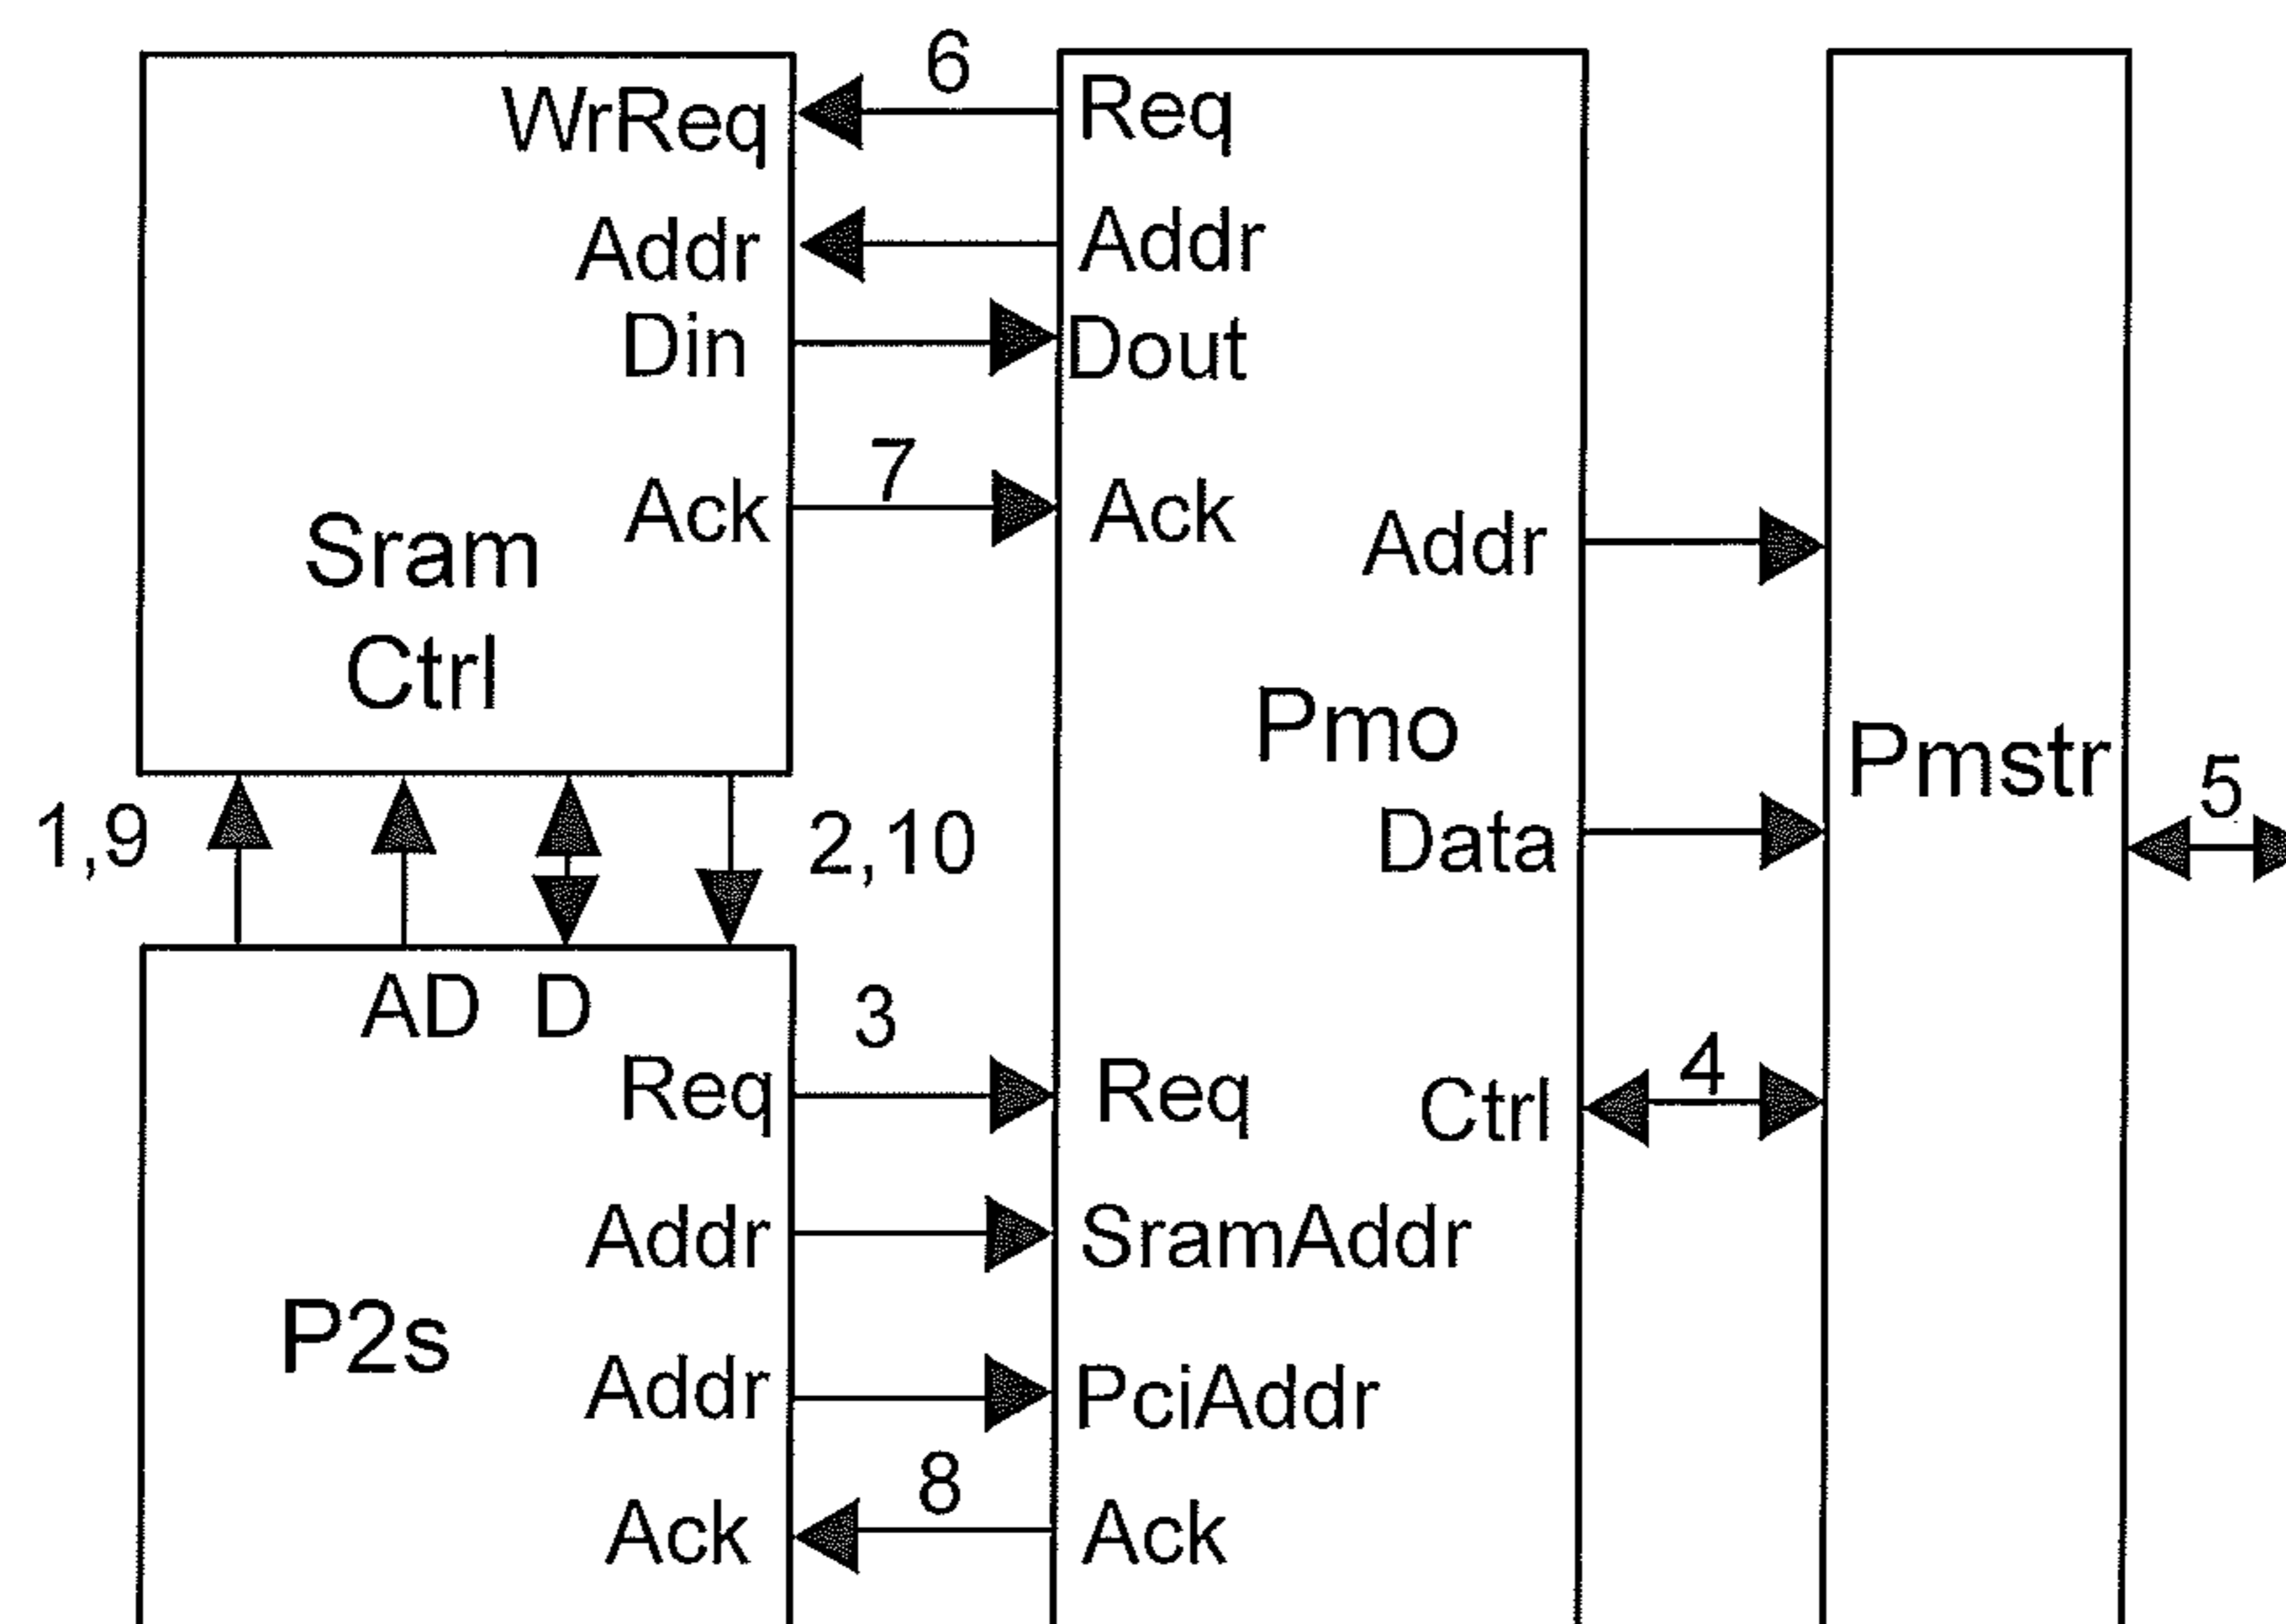 6
WrReq Req
Addr Addr
Din Dout
7
Ack Ack
Sram
Ctrl
Addr
Pmo
Pmstr
Data
5
1,9
2,10
AD D
3
Req Req
4
Ctrl
Addr SramAddr
P2s
Addr PciAddr
8
Ack Ack